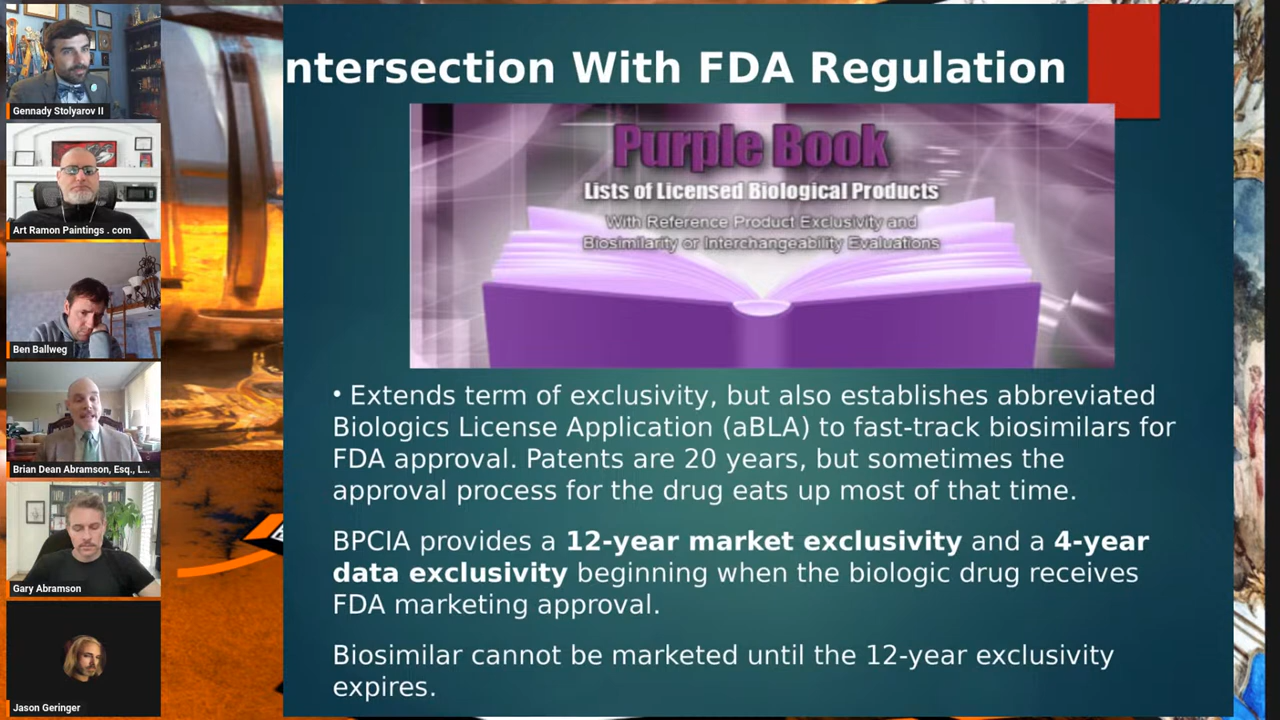 Gennady Stolyarov II
Art Ramon Paintings . com
Ben Ballweg
Brian Dean Abramson, Esq., L...
Gary Abramson
Jason Geringer
ntersection With FDA Regulation
Purple Book
Lists of Licensed Biological Products
With Reference Product Exclusivity and
Biosimilarity or Interchangeability Evaluations
• Extends term of exclusivity, but also establishes abbreviated
Biologics License Application (aBLA) to fast-track biosimilars for
FDA approval. Patents are 20 years, but sometimes the
approval process for the drug eats up most of that time.
BPCIA provides a 12-year market exclusivity and a 4-year
data exclusivity beginning when the biologic drug receives
FDA marketing approval.
Biosimilar cannot be marketed until the 12-year exclusivity
expires.